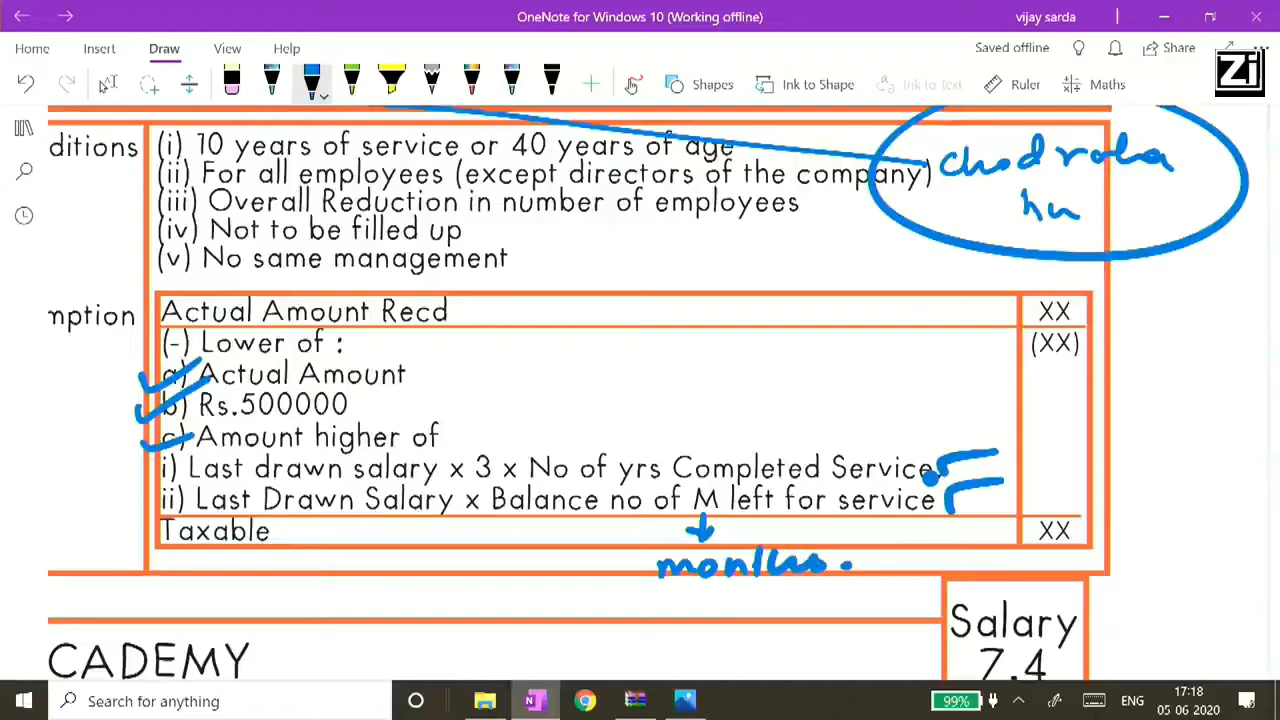 OneNote for Windows 10 (Working offline)
vijay sarda
Home Insert Draw View Help
Saved offline
Share
Shapes
Ink to Shape
Ink to Text
Ruler
Maths
Zi
ditions
(i) 10 years of service or 40 years of age
(ii) For all employees (except directors of the company)
(iii) Overall Reduction in number of employees
(iv) Not to be filled up
(v) No same management
chod raha
hu
mption
Actual Amount Recd XX
(-) Lower of : (XX)
a) Actual Amount
b) Rs.500000
c) Amount higher of
i) Last drawn salary x 3 x No of yrs Completed Service
ii) Last Drawn Salary x Balance no of M left for service
Taxable XX
months.
Salary
7.4
CADEMY
Search for anything
99%
ENG
17:18
05-06-2020